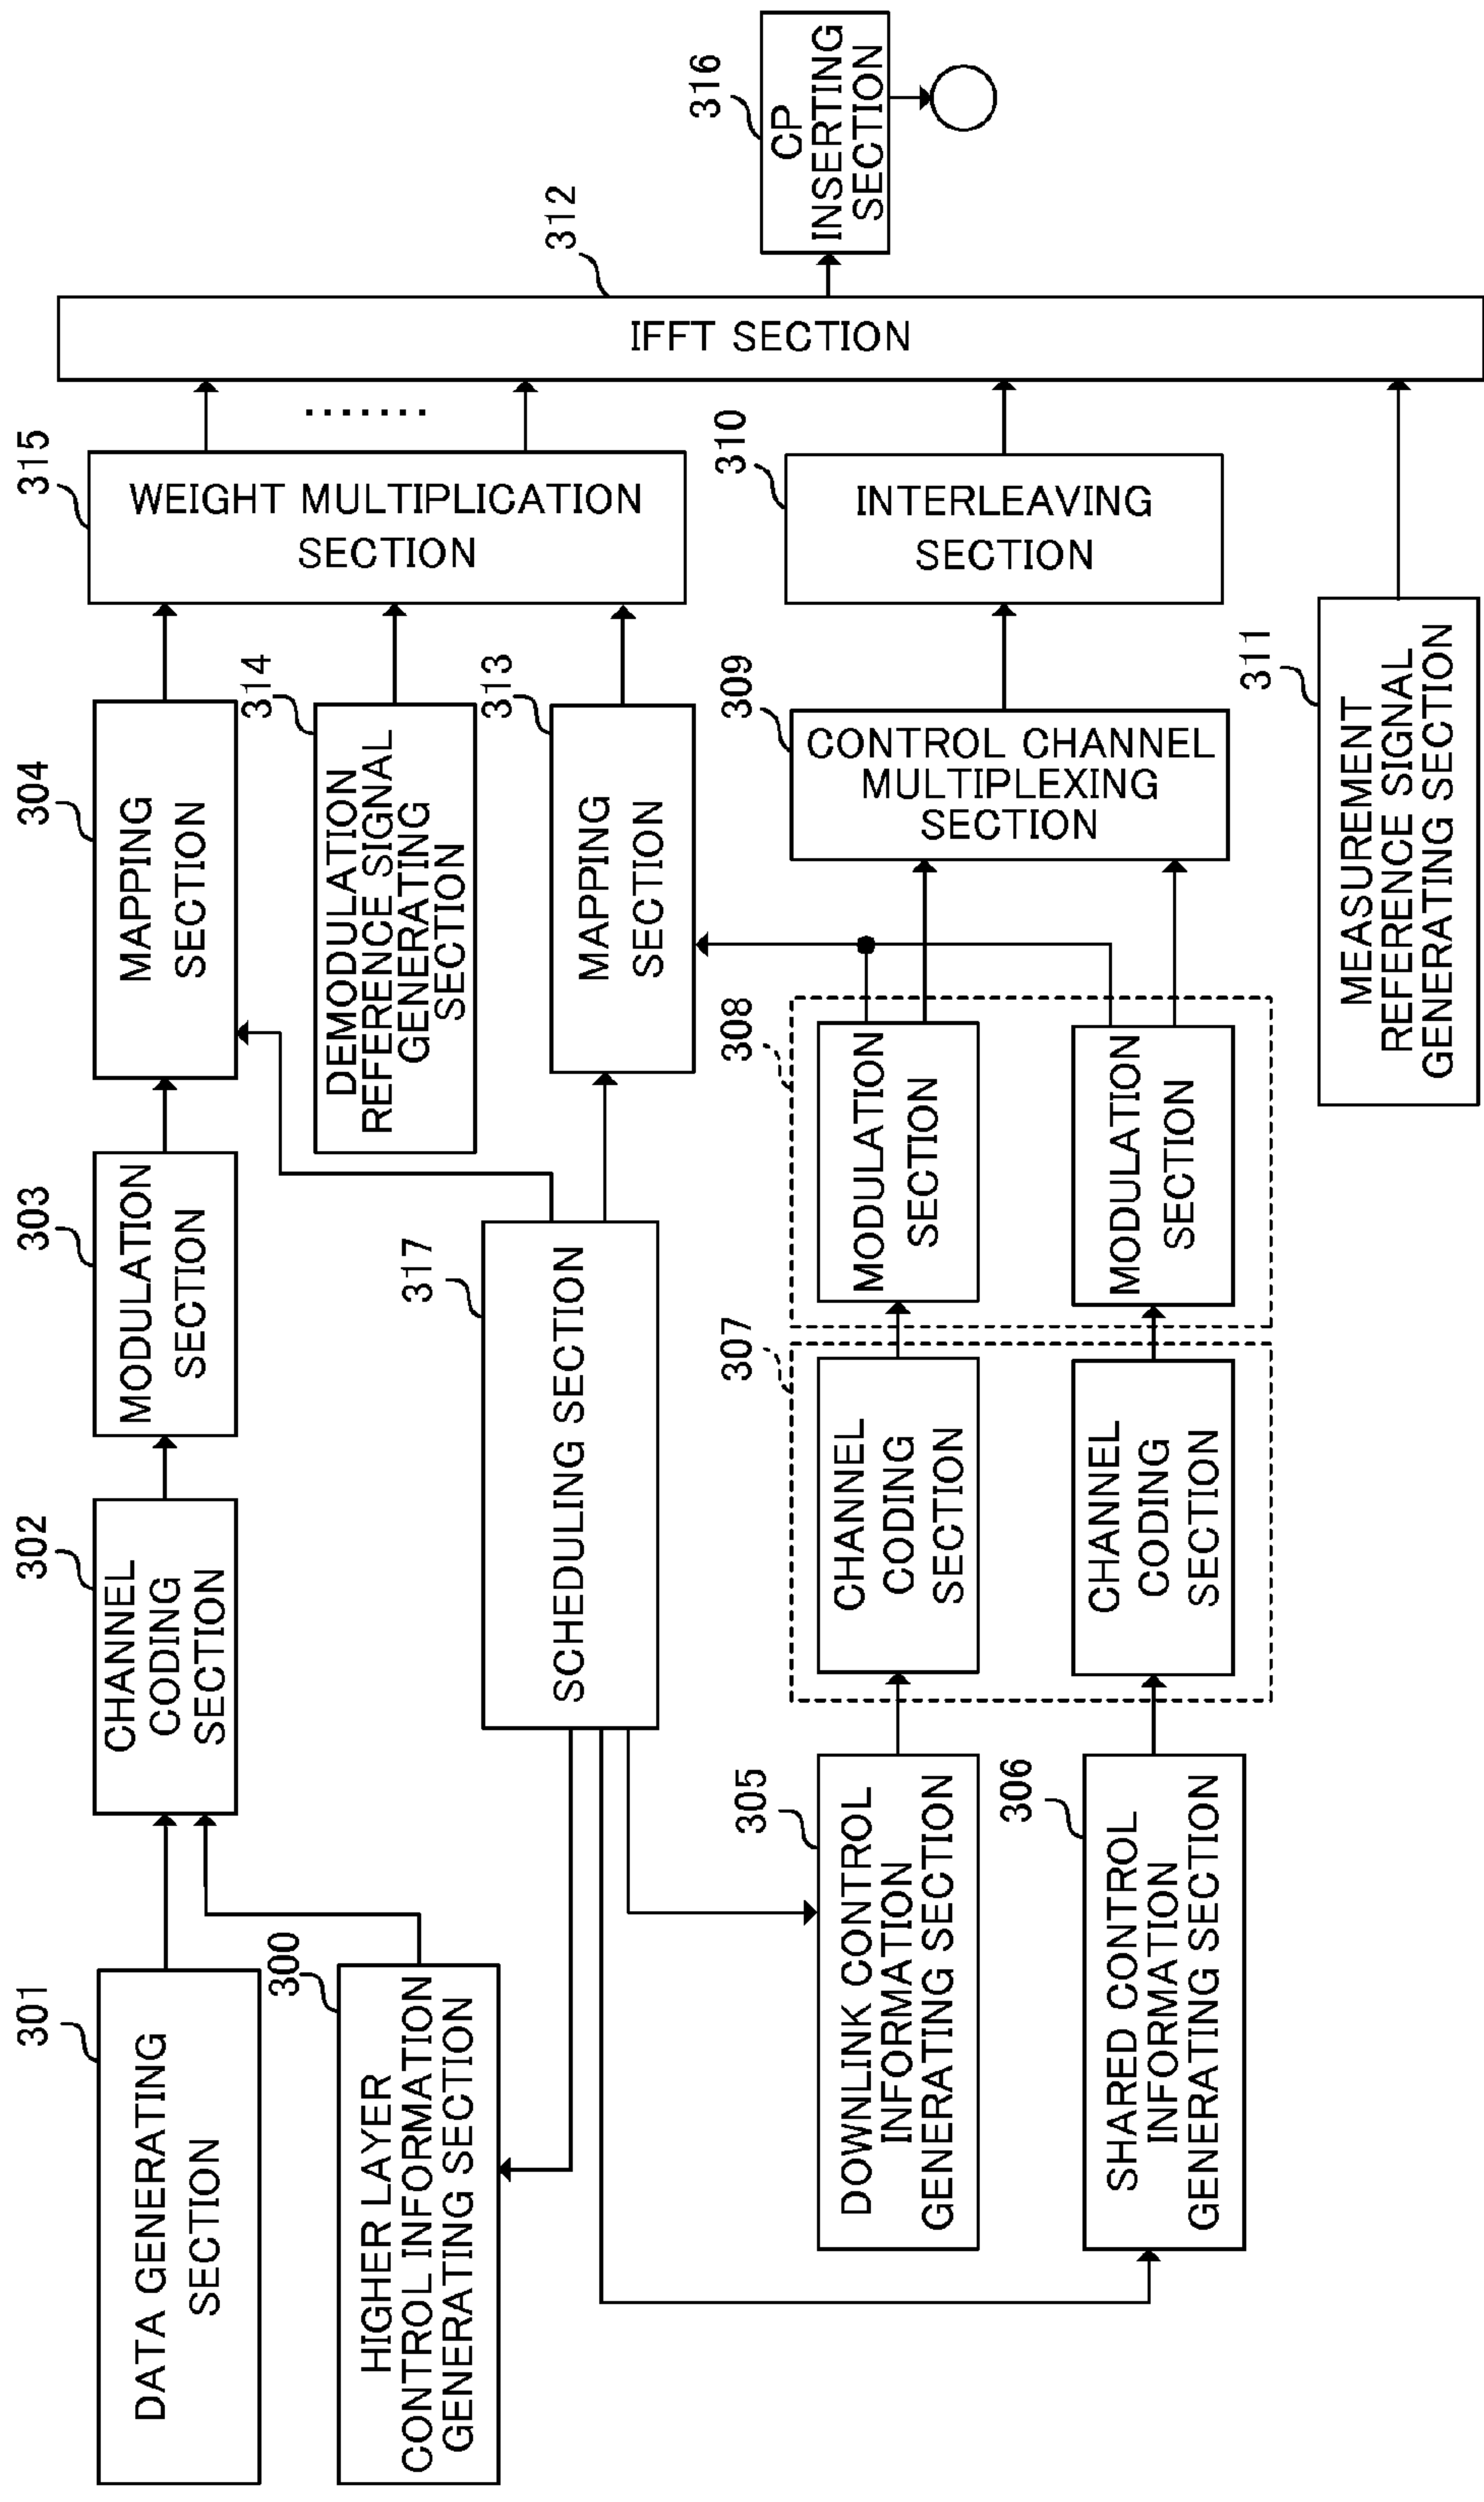 301
DATA GENERATING
SECTION
300
HIGHER LAYER
CONTROL INFORMATION
GENERATING SECTION
302
CHANNEL
CODING
SECTION
303
MODULATION
SECTION
304
MAPPING
SECTION
314
DEMODULATION
REFERENCE SIGNAL
GENERATING
SECTION
317
SCHEDULING SECTION
313
MAPPING
SECTION
315
WEIGHT MULTIPLICATION
SECTION
.......
305
DOWNLINK CONTROL
INFORMATION
GENERATING SECTION
306
SHARED CONTROL
INFORMATION
GENERATING SECTION
307
CHANNEL
CODING
SECTION
CHANNEL
CODING
SECTION
308
MODULATION
SECTION
MODULATION
SECTION
309
CONTROL CHANNEL
MULTIPLEXING
SECTION
310
INTERLEAVING
SECTION
311
MEASUREMENT
REFERENCE SIGNAL
GENERATING SECTION
312
IFFT SECTION
316
CP
INSERTING
SECTION